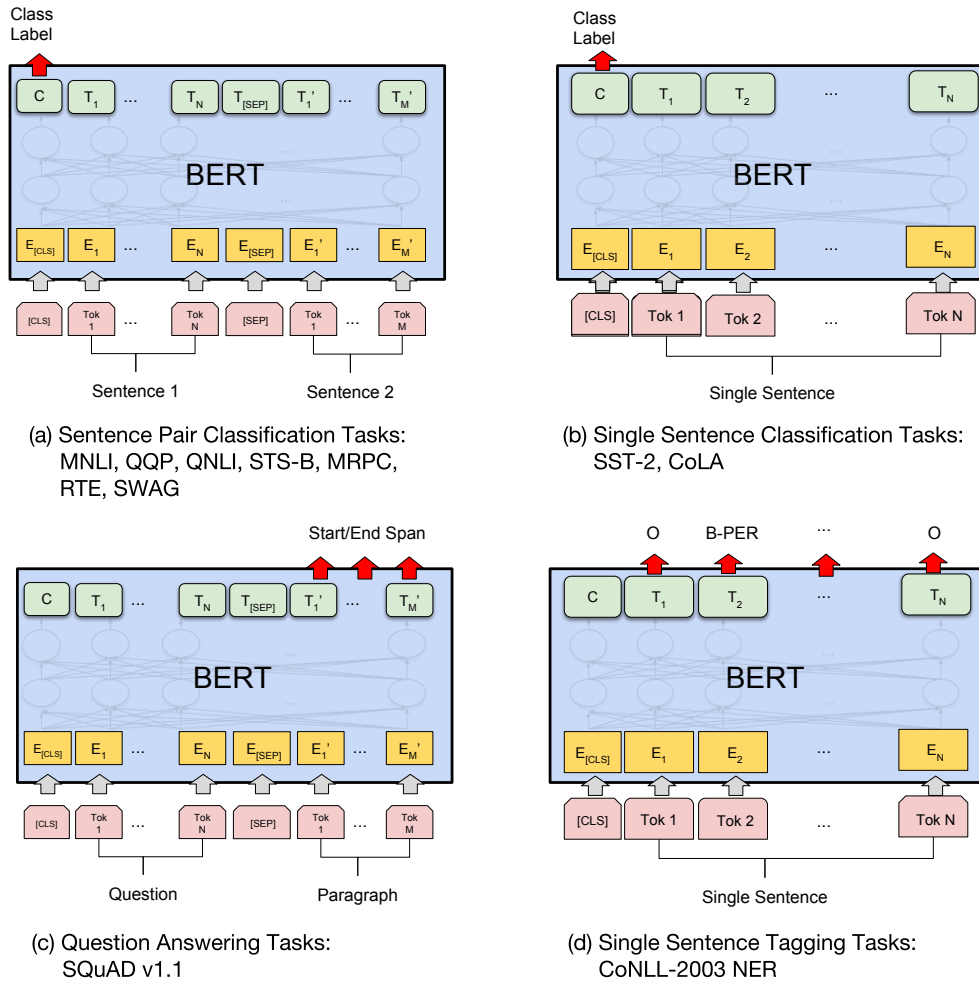 Class
Label
C T1 ... TN T[SEP] T1' ... TM'
...
BERT
...
E[CLS] E1 ... EN E[SEP] E1' ... EM'
[CLS] Tok 1 ... Tok N [SEP] Tok 1 ... Tok M
Sentence 1 Sentence 2
(a) Sentence Pair Classification Tasks:
MNLI, QQP, QNLI, STS-B, MRPC,
RTE, SWAG
Class
Label
C T1 T2 ... TN
...
BERT
...
E[CLS] E1 E2 ... EN
[CLS] Tok 1 Tok 2 ... Tok N
Single Sentence
(b) Single Sentence Classification Tasks:
SST-2, CoLA
Start/End Span
C T1 ... TN T[SEP] T1' ... TM'
...
BERT
...
E[CLS] E1 ... EN E[SEP] E1' ... EM'
[CLS] Tok 1 ... Tok N [SEP] Tok 1 ... Tok M
Question Paragraph
(c) Question Answering Tasks:
SQuAD v1.1
O B-PER ... O
C T1 T2 ... TN
...
BERT
...
E[CLS] E1 E2 ... EN
[CLS] Tok 1 Tok 2 ... Tok N
Single Sentence
(d) Single Sentence Tagging Tasks:
CoNLL-2003 NER